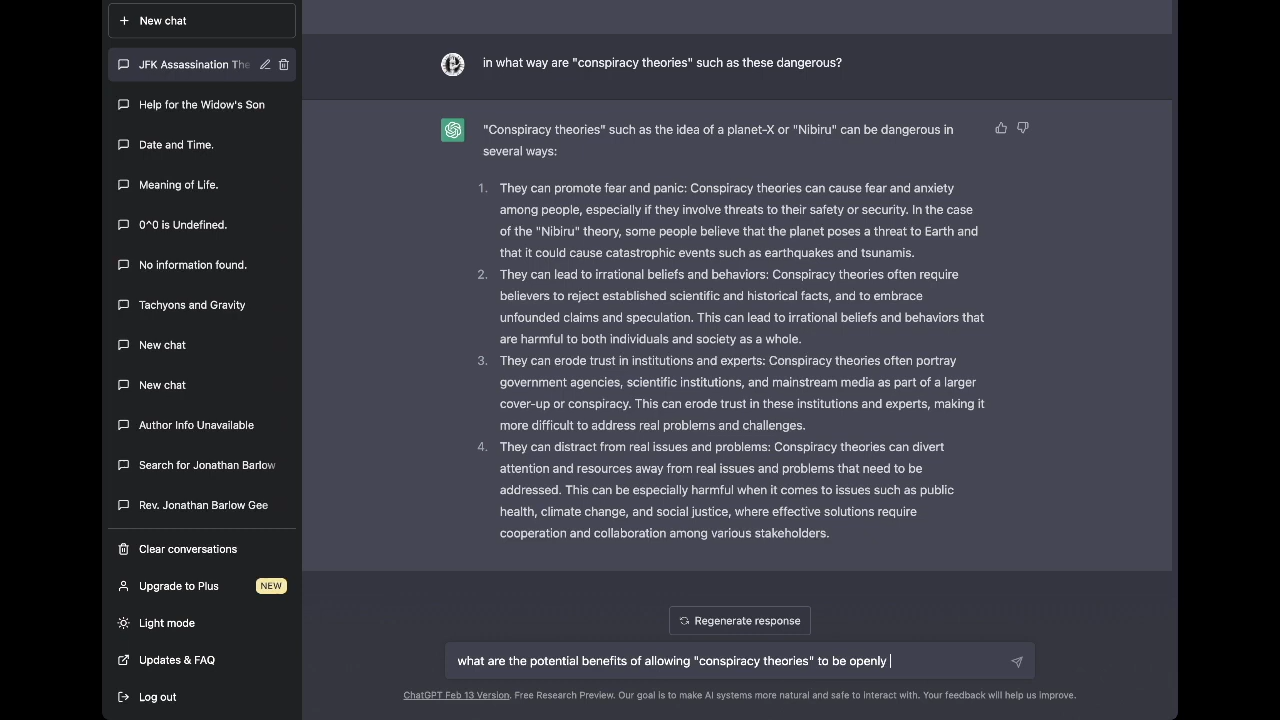 New chat
JFK Assassination The
Help for the Widow's Son
Date and Time.
Meaning of Life.
0^0 is Undefined.
No information found.
Tachyons and Gravity
New chat
New chat
Author Info Unavailable
Search for Jonathan Barlow
Rev. Jonathan Barlow Gee
Clear conversations
Upgrade to Plus NEW
Light mode
Updates & FAQ
Log out
in what way are "conspiracy theories" such as these dangerous?
"Conspiracy theories" such as the idea of a planet-X or "Nibiru" can be dangerous in
several ways:
1. They can promote fear and panic: Conspiracy theories can cause fear and anxiety
among people, especially if they involve threats to their safety or security. In the case
of the "Nibiru" theory, some people believe that the planet poses a threat to Earth and
that it could cause catastrophic events such as earthquakes and tsunamis.
2. They can lead to irrational beliefs and behaviors: Conspiracy theories often require
believers to reject established scientific and historical facts, and to embrace
unfounded claims and speculation. This can lead to irrational beliefs and behaviors that
are harmful to both individuals and society as a whole.
3. They can erode trust in institutions and experts: Conspiracy theories often portray
government agencies, scientific institutions, and mainstream media as part of a larger
cover-up or conspiracy. This can erode trust in these institutions and experts, making it
more difficult to address real problems and challenges.
4. They can distract from real issues and problems: Conspiracy theories can divert
attention and resources away from real issues and problems that need to be
addressed. This can be especially harmful when it comes to issues such as public
health, climate change, and social justice, where effective solutions require
cooperation and collaboration among various stakeholders.
Regenerate response
what are the potential benefits of allowing "conspiracy theories" to be openly
ChatGPT Feb 13 Version. Free Research Preview. Our goal is to make AI systems more natural and safe to interact with. Your feedback will help us improve.